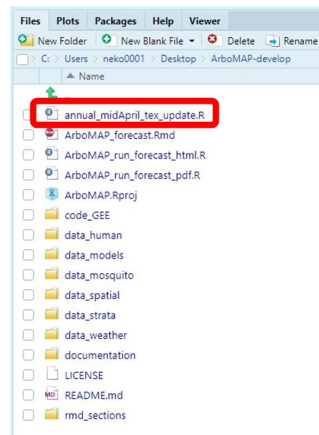 Files Plots Packages Help Viewer
New Folder New Blank File Delete Rename
C: Users neko0001 Desktop ArboMAP-develop
Name
annual_midApril_tex_update.R
ArboMAP_forecast.Rmd
ArboMAP_run_forecast_html.R
ArboMAP_run_forecast_pdf.R
ArboMAP.Rproj
code_GEE
data_human
data_models
data_mosquito
data_spatial
data_strata
data_weather
documentation
LICENSE
README.md
rmd_sections